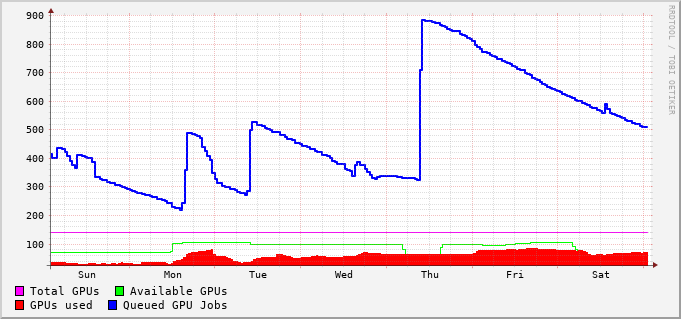 900
800
700
600
500
400
300
200
100
Sun Mon Tue Wed Thu Fri Sat
Total GPUs Available GPUs
GPUs used Queued GPU Jobs
RRDTOOL / TOBI OETIKER